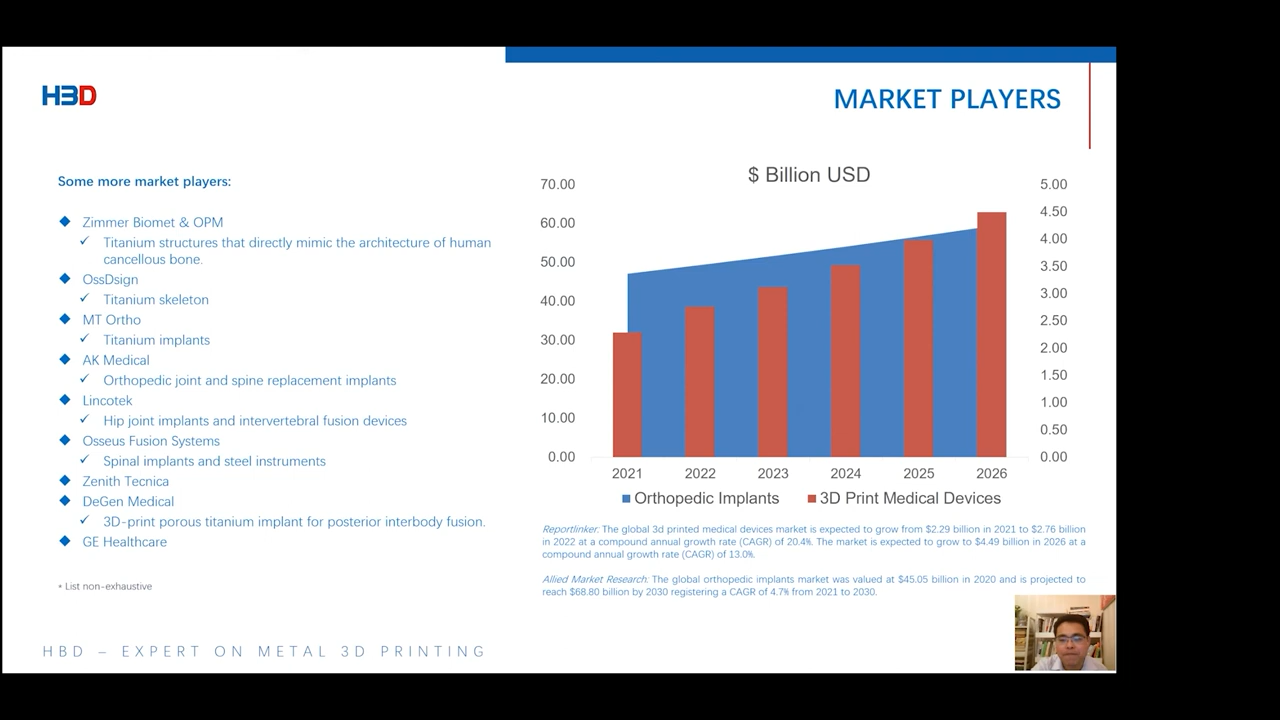 HBD
MARKET PLAYERS
Some more market players:
Zimmer Biomet & OPM
Titanium structures that directly mimic the architecture of human
cancellous bone.
OssDsign
Titanium skeleton
MT Ortho
Titanium implants
AK Medical
Orthopedic joint and spine replacement implants
Lincotek
Hip joint implants and intervertebral fusion devices
Osseus Fusion Systems
Spinal implants and steel instruments
Zenith Tecnica
DeGen Medical
3D-print porous titanium implant for posterior interbody fusion.
GE Healthcare
* List non-exhaustive
$ Billion USD
70.00
60.00
50.00
40.00
30.00
20.00
10.00
0.00
5.00
4.50
4.00
3.50
3.00
2.50
2.00
1.50
1.00
0.50
0.00
2021 2022 2023 2024 2025 2026
Orthopedic Implants 3D Print Medical Devices
Reportlinker: The global 3d printed medical devices market is expected to grow from $2.29 billion in 2021 to $2.76 billion
in 2022 at a compound annual growth rate (CAGR) of 20.4%. The market is expected to grow to $4.49 billion in 2026 at a
compound annual growth rate (CAGR) of 13.0%.
Allied Market Research: The global orthopedic implants market was valued at $45.05 billion in 2020 and is projected to
reach $68.80 billion by 2030 registering a CAGR of 4.7% from 2021 to 2030.
HBD – EXPERT ON METAL 3D PRINTING